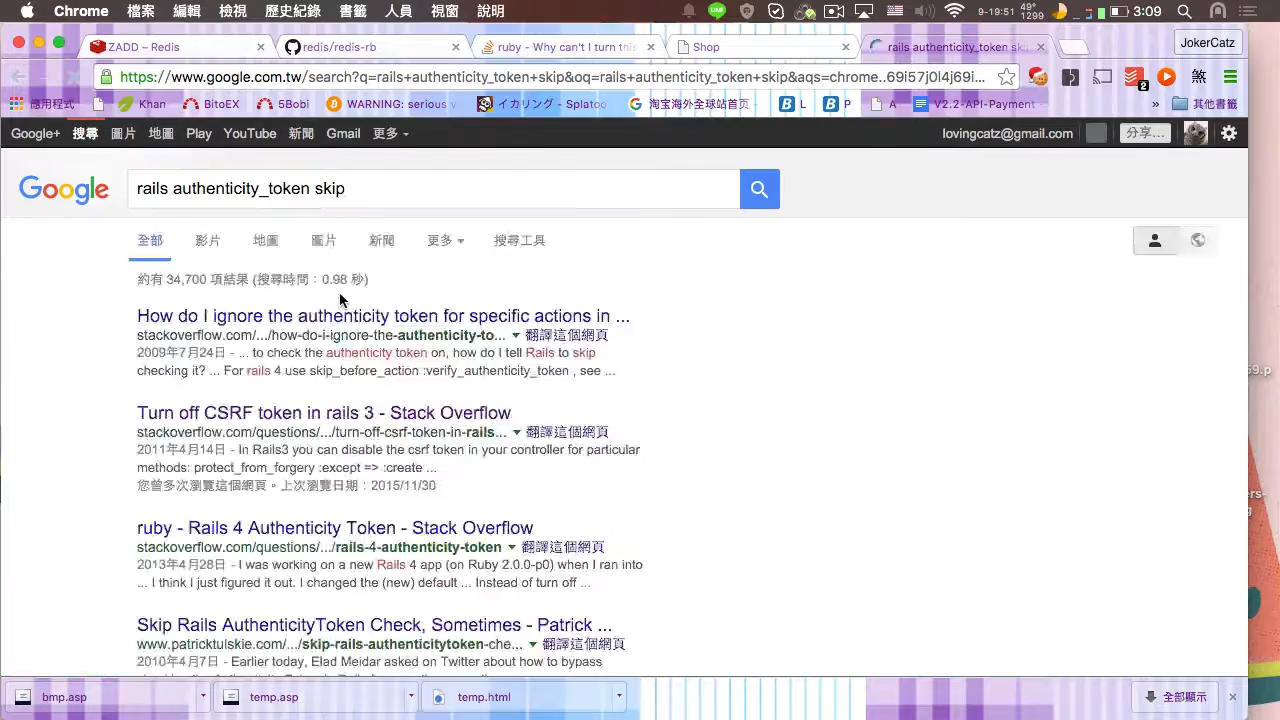 Chrome 檔案 編輯 檢視 歷史紀錄 書籤 人員 視窗 說明 9-19:51 48° 1299 3:09
ZADD – Redis redis/redis-rb ruby - Why can't I turn this Shop rails authenticity_token sk JokerCatz
https://www.google.com.tw/search?q=rails+authenticity_token+skip&oq=rails+authenticity_token+skip&aqs=chrome..69i57j0l4j69i... 2 煞
應用程式 Khan BitoEX 5Bobi WARNING: serious イカリング - Splatoo 淘宝海外全球站首页 L P A V2.2-API-Payment » 其他書籤
Google+ 搜尋 圖片 地圖 Play YouTube 新聞 Gmail 更多 lovingcatz@gmail.com 分享…
Google rails authenticity_token skip
全部 影片 地圖 圖片 新聞 更多 搜尋工具
約有 34,700 項結果 (搜尋時間：0.98 秒)
How do I ignore the authenticity token for specific actions in ...
stackoverflow.com/.../how-do-i-ignore-the-authenticity-to... 翻譯這個網頁
2009年7月24日 - ... to check the authenticity token on, how do I tell Rails to skip
checking it? ... For rails 4 use skip_before_action :verify_authenticity_token , see ...
Turn off CSRF token in rails 3 - Stack Overflow
stackoverflow.com/questions/.../turn-off-csrf-token-in-rails... 翻譯這個網頁
2011年4月14日 - In Rails3 you can disable the csrf token in your controller for particular
methods: protect_from_forgery :except => :create ...
您曾多次瀏覽這個網頁。上次瀏覽日期：2015/11/30
ruby - Rails 4 Authenticity Token - Stack Overflow
stackoverflow.com/questions/.../rails-4-authenticity-token 翻譯這個網頁
2013年4月28日 - I was working on a new Rails 4 app (on Ruby 2.0.0-p0) when I ran into
... I think I just figured it out. I changed the (new) default ... Instead of turn off ...
Skip Rails AuthenticityToken Check, Sometimes - Patrick ...
www.patricktulskie.com/.../skip-rails-authenticitytoken-che... 翻譯這個網頁
2010年4月7日 - Earlier today, Elad Meidar asked on Twitter about how to bypass
bmp.asp temp.asp temp.html 全部顯示